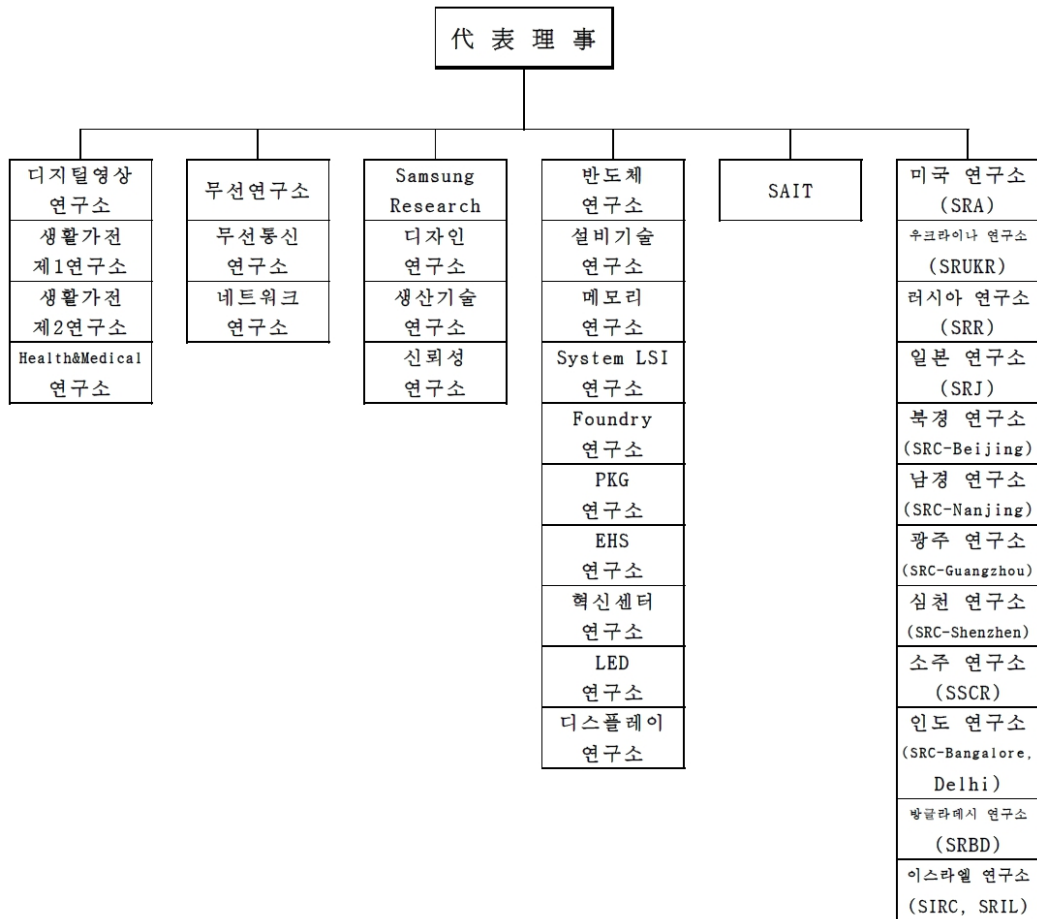 代 表 理 事
디지털영상
연구소
생활가전
제1연구소
생활가전
제2연구소
Health&Medical
연구소
무선연구소
무선통신
연구소
네트워크
연구소
Samsung
Research
디자인
연구소
생산기술
연구소
신뢰성
연구소
반도체
연구소
설비기술
연구소
메모리
연구소
System LSI
연구소
Foundry
연구소
PKG
연구소
EHS
연구소
혁신센터
연구소
LED
연구소
디스플레이
연구소
SAIT
미국 연구소
(SRA)
우크라이나 연구소
(SRUKR)
러시아 연구소
(SRR)
일본 연구소
(SRJ)
북경 연구소
(SRC-Beijing)
남경 연구소
(SRC-Nanjing)
광주 연구소
(SRC-Guangzhou)
심천 연구소
(SRC-Shenzhen)
소주 연구소
(SSCR)
인도 연구소
(SRC-Bangalore,
Delhi)
방글라데시 연구소
(SRBD)
이스라엘 연구소
(SIRC, SRIL)